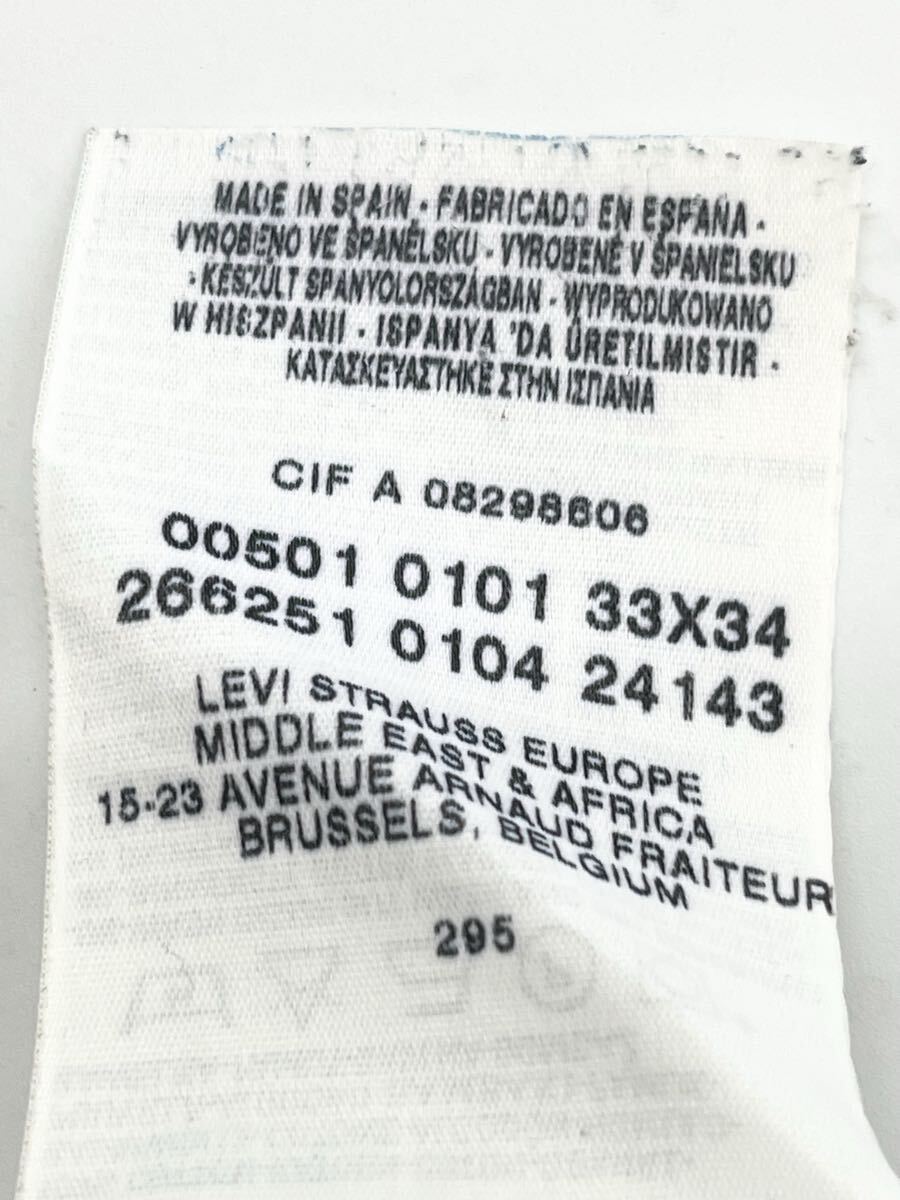 MADE IN SPAIN · FABRICADO EN ESPAÑA ·
VYROBENO VE ŠPANĚLSKU · VYROBENÉ V ŠPANIELSKU
· KÉSZÜLT SPANYOLORSZÁGBAN · WYPRODUKOWANO
W HISZPANII · ISPANYA 'DA ÜRETILMISTIR ·
ΚΑΤΑΣΚΕΥΑΣΤΗΚΕ ΣΤΗΝ ΙΣΠΑΝΙΑ
CIF A 08298606
00501 0101 33X34
266251 0104 24143
LEVI STRAUSS EUROPE
MIDDLE EAST & AFRICA
15-23 AVENUE ARNAUD FRAITEUR
BRUSSELS, BELGIUM
295